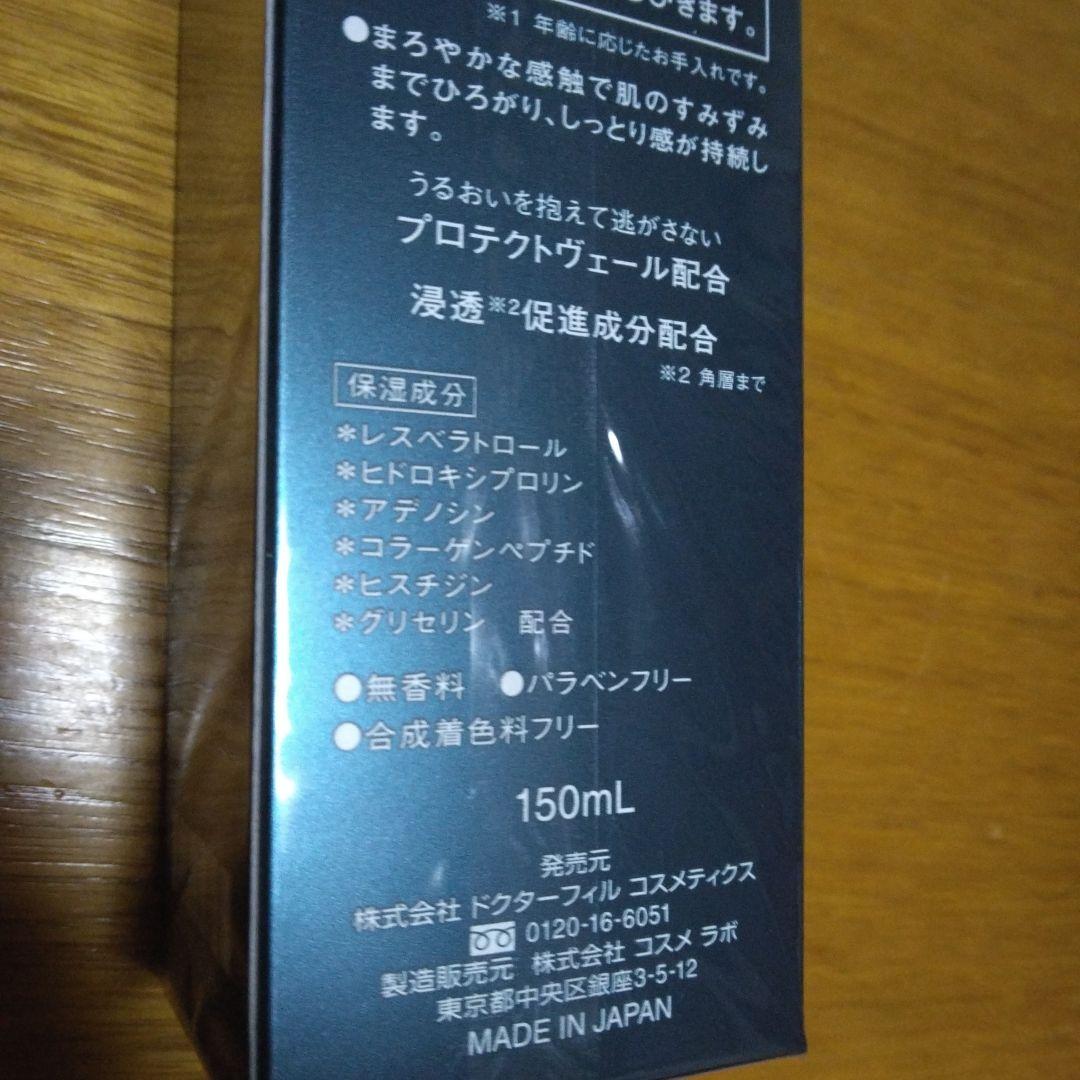 きます。
※1 年齢に応じたお手入れです。
●まろやかな感触で肌のすみずみ
までひろがり、しっとり感が持続し
ます。
うるおいを抱えて逃がさない
プロテクトヴェール配合
浸透※2促進成分配合
※2 角層まで
保湿成分
＊レスベラトロール
＊ヒドロキシプロリン
＊アデノシン
＊コラーゲンペプチド
＊ヒスチジン
＊グリセリン　配合
●無香料　●パラベンフリー
●合成着色料フリー
150mL
発売元
株式会社 ドクターフィル コスメティクス
0120-16-6051
製造販売元 株式会社 コスメ ラボ
東京都中央区銀座3-5-12
MADE IN JAPAN